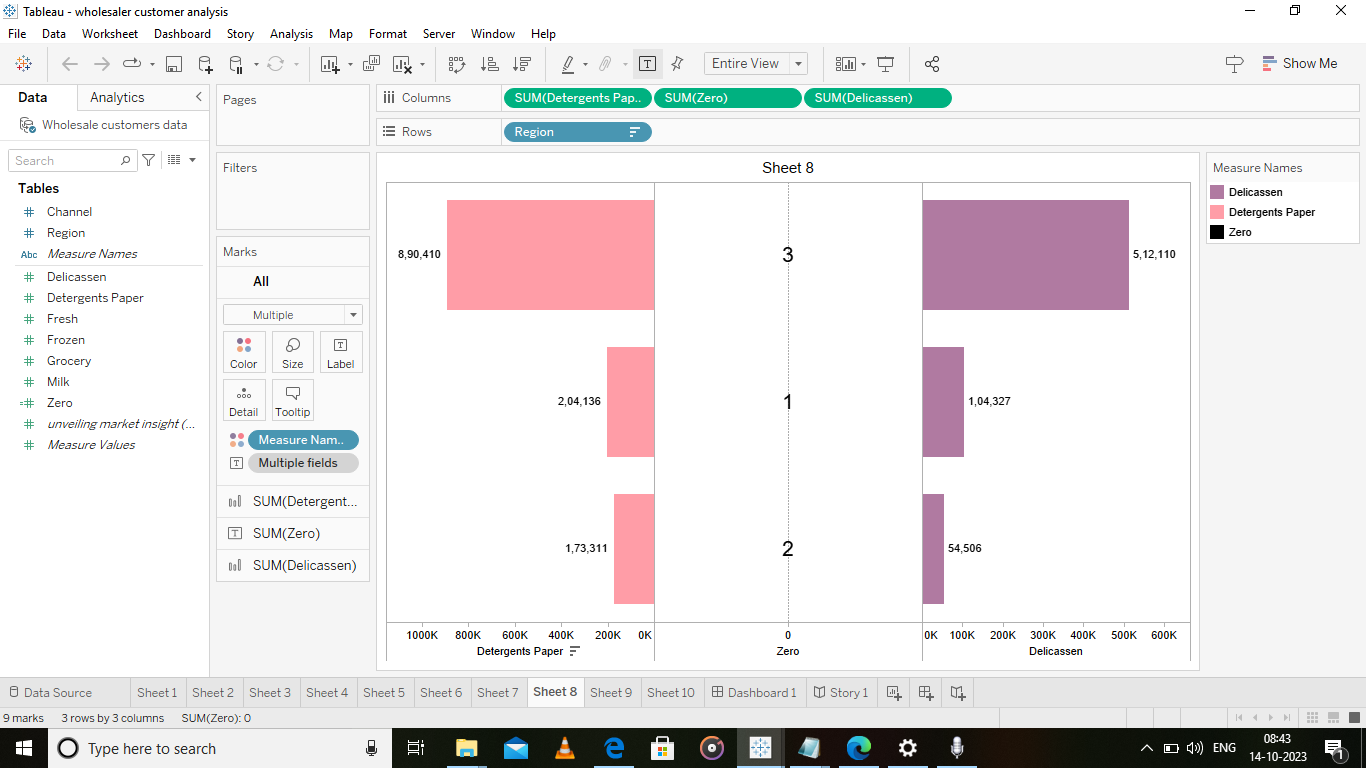 Tableau - wholesaler customer analysis
File Data Worksheet Dashboard Story Analysis Map Format Server Window Help
Entire View
Show Me
Data Analytics
Wholesale customers data
Search
Tables
Channel
Region
Abc Measure Names
Delicassen
Detergents Paper
Fresh
Frozen
Grocery
Milk
Zero
unveiling market insight (...
Measure Values
Pages
Filters
Marks
All
Multiple
Color Size Label
Detail Tooltip
Measure Nam..
Multiple fields
SUM(Detergent...
SUM(Zero)
SUM(Delicassen)
Columns SUM(Detergents Pap.. SUM(Zero) SUM(Delicassen)
Rows Region
Sheet 8
8,90,410 3 5,12,110
2,04,136 1 1,04,327
1,73,311 2 54,506
1000K 800K 600K 400K 200K 0K 0 0K 100K 200K 300K 400K 500K 600K
Detergents Paper Zero Delicassen
Measure Names
Delicassen
Detergents Paper
Zero
Data Source Sheet 1 Sheet 2 Sheet 3 Sheet 4 Sheet 5 Sheet 6 Sheet 7 Sheet 8 Sheet 9 Sheet 10 Dashboard 1 Story 1
9 marks 3 rows by 3 columns SUM(Zero): 0
Type here to search
ENG
08:43
14-10-2023
1